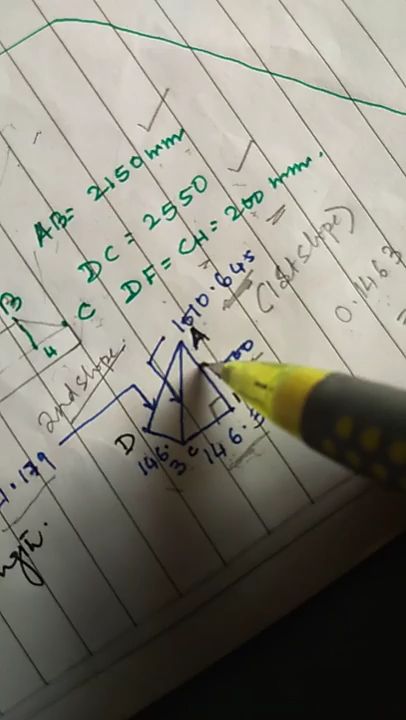 AB = 2150 mm
DC = 2550
DF = CH = 200 mm.
(1st slope)
0.1463
B
C
4
2nd slope
1010.645
A
D
146.
3
C
146.3
.179